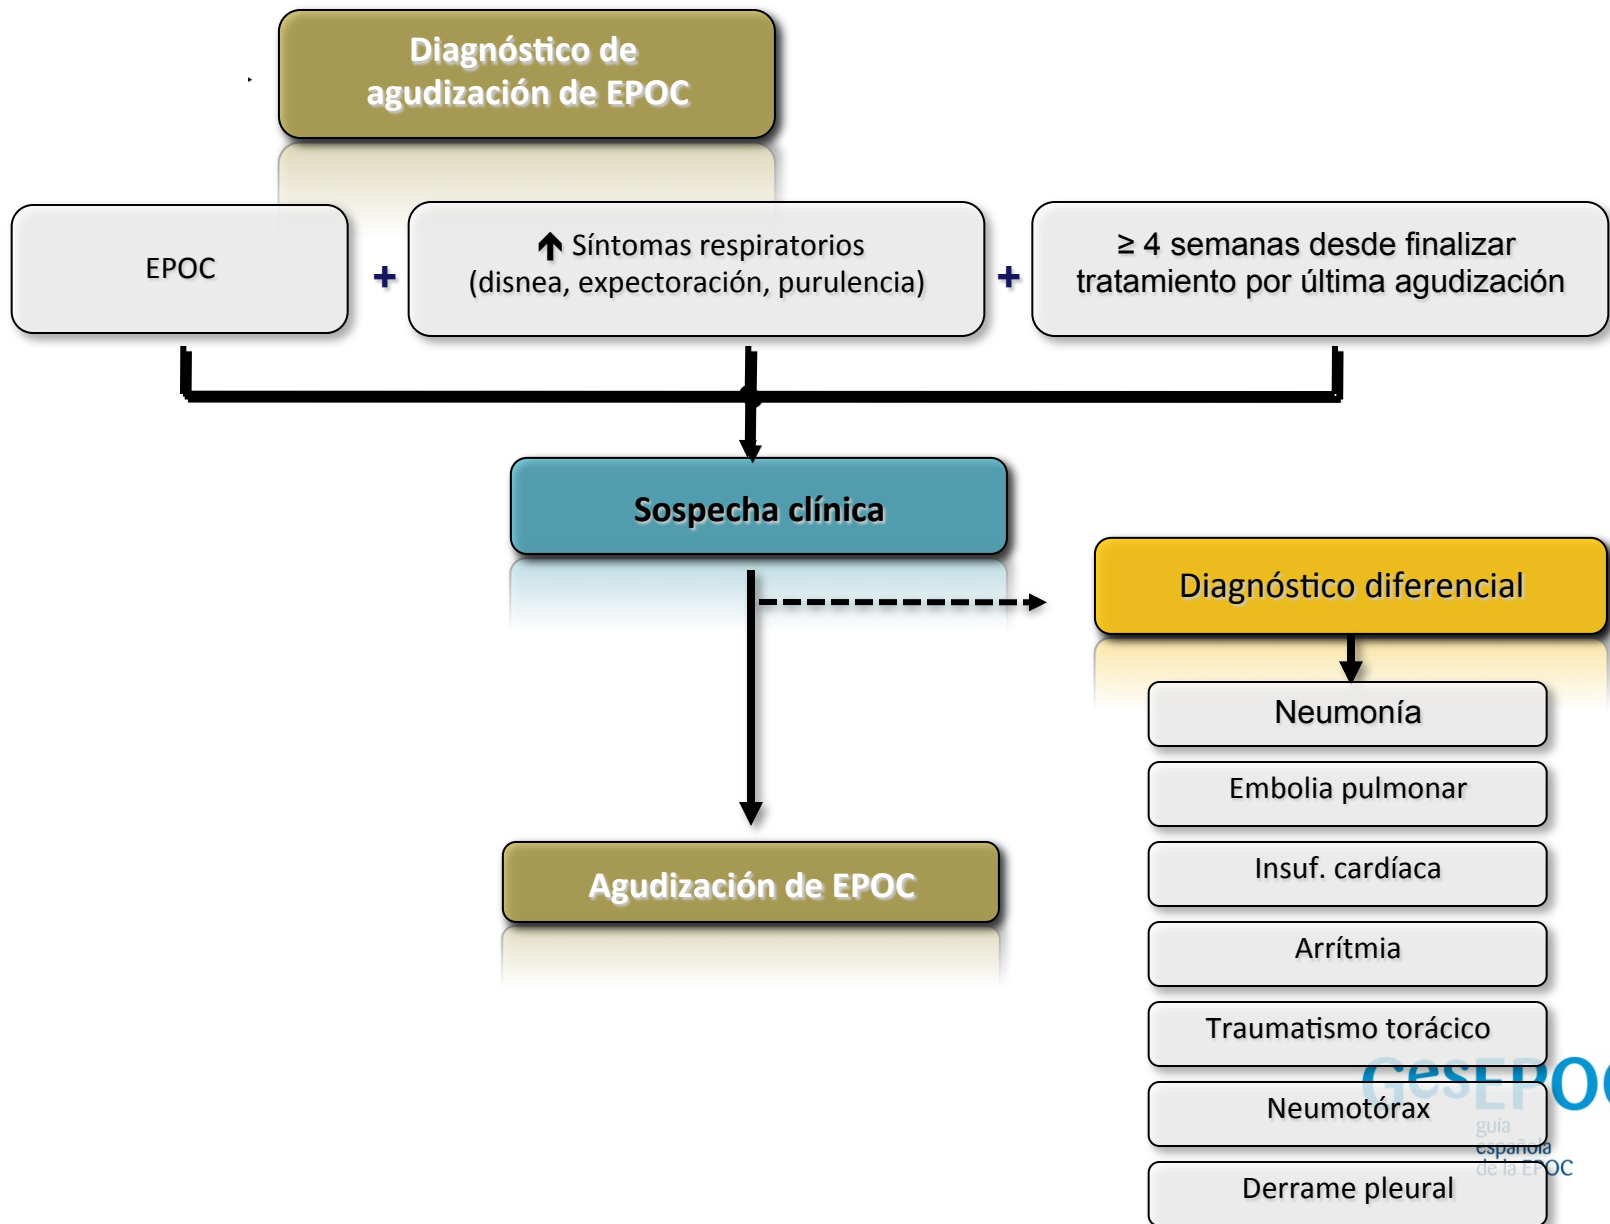 Diagnóstico de
agudización de EPOC
EPOC
+
↑ Síntomas respiratorios
(disnea, expectoración, purulencia)
+
≥ 4 semanas desde finalizar
tratamiento por última agudización
Sospecha clínica
Diagnóstico diferencial
Neumonía
Embolia pulmonar
Insuf. cardíaca
Agudización de EPOC
Arrítmia
Traumatismo torácico
Neumotórax
Derrame pleural
GesEPOC
guía
española
de la EPOC